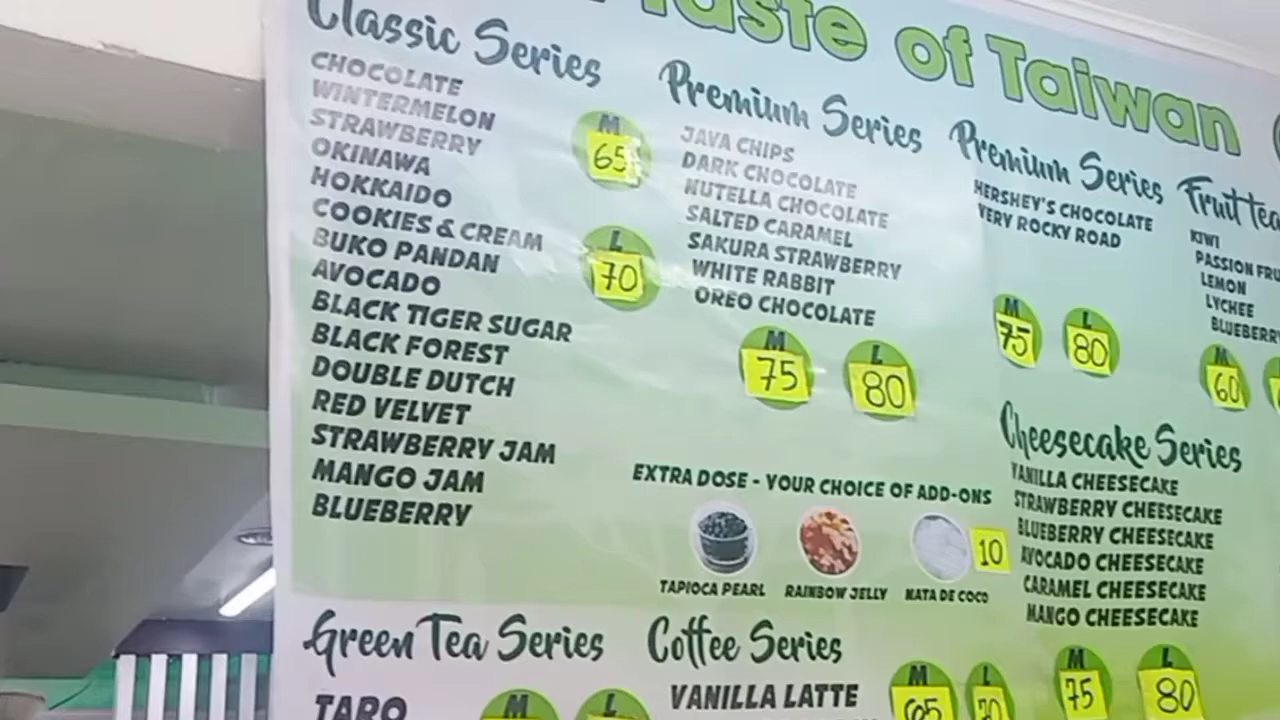 Taste of Taiwan
Classic Series
CHOCOLATE
WINTERMELON
STRAWBERRY
OKINAWA
HOKKAIDO
COOKIES & CREAM
BUKO PANDAN
AVOCADO
BLACK TIGER SUGAR
BLACK FOREST
DOUBLE DUTCH
RED VELVET
STRAWBERRY JAM
MANGO JAM
BLUEBERRY
M
65
L
70
Premium Series
JAVA CHIPS
DARK CHOCOLATE
NUTELLA CHOCOLATE
SALTED CARAMEL
SAKURA STRAWBERRY
WHITE RABBIT
OREO CHOCOLATE
M
75
L
80
Premium Series
HERSHEY'S CHOCOLATE
VERY ROCKY ROAD
M
75
L
80
Fruit tea
KIWI
PASSION FRU
LEMON
LYCHEE
BLUEBERRY
M
60
EXTRA DOSE - YOUR CHOICE OF ADD-ONS
TAPIOCA PEARL
RAINBOW JELLY
NATA DE COCO
10
Cheesecake Series
VANILLA CHEESECAKE
STRAWBERRY CHEESECAKE
BLUEBERRY CHEESECAKE
AVOCADO CHEESECAKE
CARAMEL CHEESECAKE
MANGO CHEESECAKE
M
75
L
80
Green Tea Series
TARO
M
L
Coffee Series
VANILLA LATTE
M
65
L
70